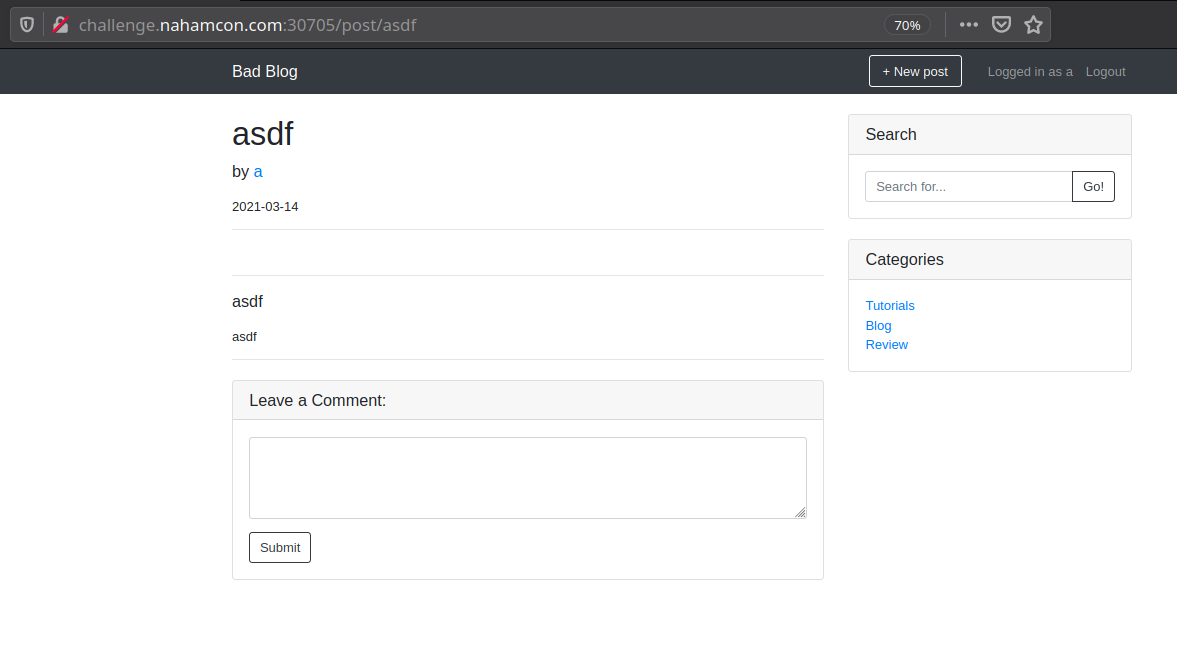 challenge.nahamcon.com:30705/post/asdf 70%
Bad Blog + New post Logged in as a Logout
asdf
by a
2021-03-14
asdf
asdf
Leave a Comment:
Submit
Search
Search for... Go!
Categories
Tutorials
Blog
Review